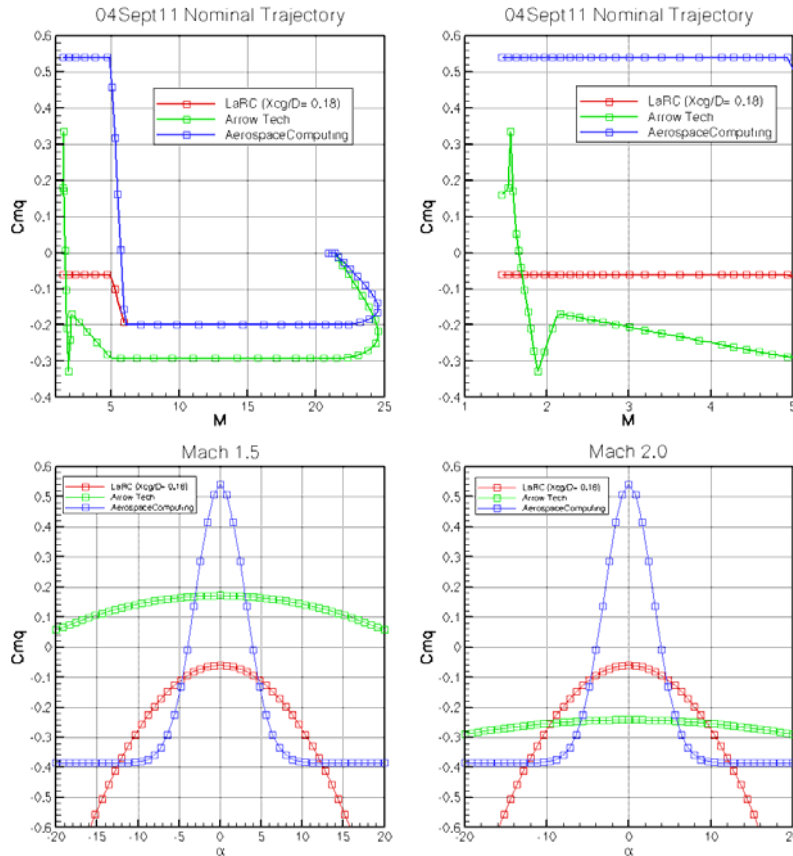 04Sept11 Nominal Trajectory
0.6
0.5
0.4
0.3
0.2
0.1
0
-0.1
-0.2
-0.3
-0.4
Cmq
LaRC (Xcg/D= 0.18)
Arrow Tech
AerospaceComputing
5 10 15 20 25
M
04Sept11 Nominal Trajectory
0.6
0.5
0.4
0.3
0.2
0.1
0
-0.1
-0.2
-0.3
-0.4
Cmq
LaRC (Xcg/D= 0.18)
Arrow Tech
AerospaceComputing
1 2 3 4 5
M
Mach 1.5
0.6
0.5
0.4
0.3
0.2
0.1
0
-0.1
-0.2
-0.3
-0.4
-0.5
-0.6
Cmq
LaRC (Xcg/D= 0.18)
Arrow Tech
AerospaceComputing
-20 -15 -10 -5 0 5 10 15 20
α
Mach 2.0
0.6
0.5
0.4
0.3
0.2
0.1
0
-0.1
-0.2
-0.3
-0.4
-0.5
-0.6
Cmq
LaRC (Xcg/D= 0.18)
Arrow Tech
AerospaceComputing
-20 -10 0 10 20
α